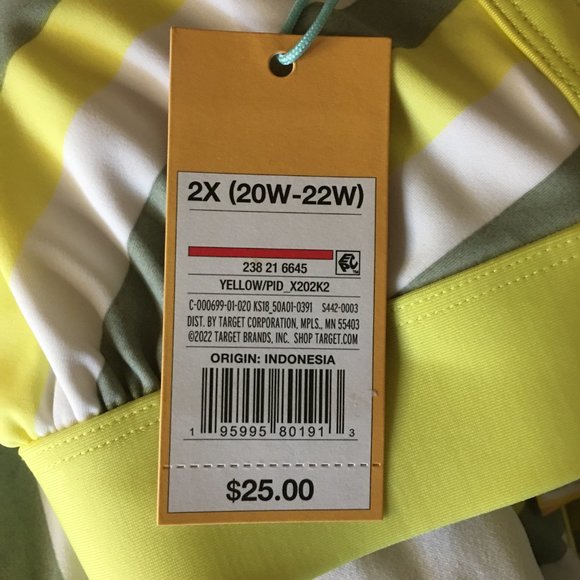 2X (20W-22W)
238 21 6645
YELLOW/PID_X202K2
C-000699-01-020 KS18_50A01-0391 S442-0003
DIST. BY TARGET CORPORATION, MPLS., MN 55403
©2022 TARGET BRANDS, INC. SHOP TARGET.COM
ORIGIN: INDONESIA
1 95995 80191 3
$25.00